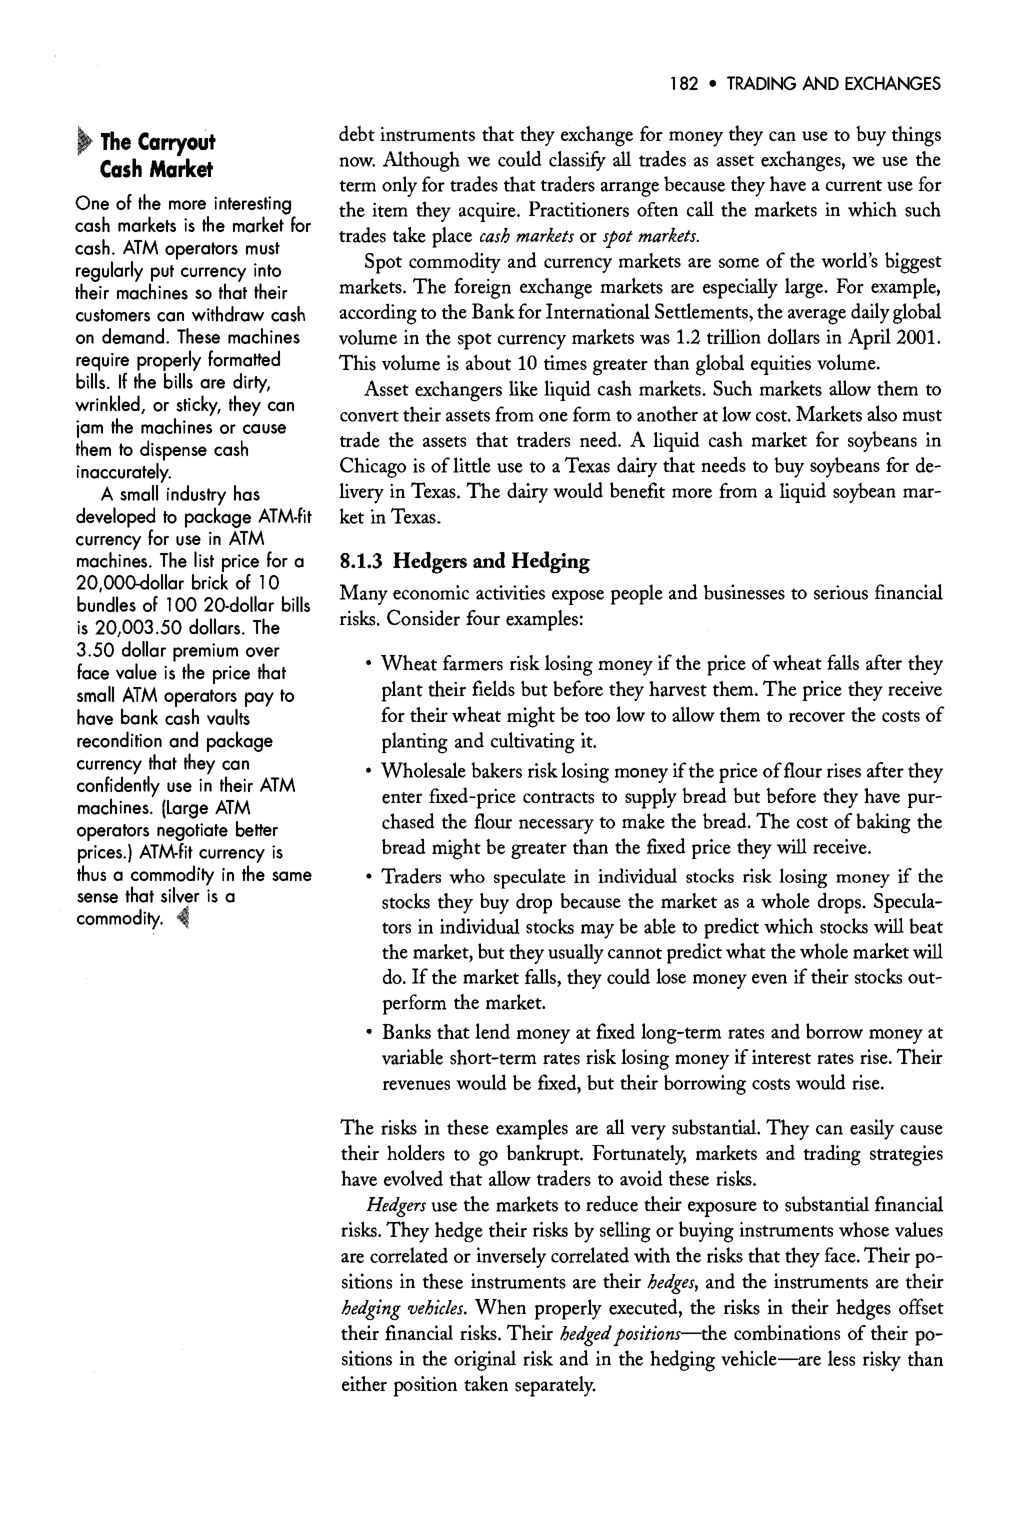 182 • TRADING AND EXCHANGES
The Carryout
Cash Market
One of the more interesting
cash markets is the market for
cash. ATM operators must
regularly put currency into
their machines so that their
customers can withdraw cash
on demand. These machines
require properly formatted
bills. If the bills are dirty,
wrinkled, or sticky, they can
jam the machines or cause
them to dispense cash
inaccurately.
A small industry has
developed to package ATM-fit
currency for use in ATM
machines. The list price for a
20,000-dollar brick of 10
bundles of 100 20-dollar bills
is 20,003.50 dollars. The
3.50 dollar premium over
face value is the price that
small ATM operators pay to
have bank cash vaults
recondition and package
currency that they can
confidently use in their ATM
machines. (Large ATM
operators negotiate better
prices.) ATM-fit currency is
thus a commodity in the same
sense that silver is a
commodity.
debt instruments that they exchange for money they can use to buy things
now. Although we could classify all trades as asset exchanges, we use the
term only for trades that traders arrange because they have a current use for
the item they acquire. Practitioners often call the markets in which such
trades take place cash markets or spot markets.
Spot commodity and currency markets are some of the world's biggest
markets. The foreign exchange markets are especially large. For example,
according to the Bank for International Settlements, the average daily global
volume in the spot currency markets was 1.2 trillion dollars in April 2001.
This volume is about 10 times greater than global equities volume.
Asset exchangers like liquid cash markets. Such markets allow them to
convert their assets from one form to another at low cost. Markets also must
trade the assets that traders need. A liquid cash market for soybeans in
Chicago is of little use to a Texas dairy that needs to buy soybeans for de-
livery in Texas. The dairy would benefit more from a liquid soybean mar-
ket in Texas.
8.1.3 Hedgers and Hedging
Many economic activities expose people and businesses to serious financial
risks. Consider four examples:
• Wheat farmers risk losing money if the price of wheat falls after they
plant their fields but before they harvest them. The price they receive
for their wheat might be too low to allow them to recover the costs of
planting and cultivating it.
• Wholesale bakers risk losing money if the price of flour rises after they
enter fixed-price contracts to supply bread but before they have pur-
chased the flour necessary to make the bread. The cost of baking the
bread might be greater than the fixed price they will receive.
• Traders who speculate in individual stocks risk losing money if the
stocks they buy drop because the market as a whole drops. Specula-
tors in individual stocks may be able to predict which stocks will beat
the market, but they usually cannot predict what the whole market will
do. If the market falls, they could lose money even if their stocks out-
perform the market.
• Banks that lend money at fixed long-term rates and borrow money at
variable short-term rates risk losing money if interest rates rise. Their
revenues would be fixed, but their borrowing costs would rise.
The risks in these examples are all very substantial. They can easily cause
their holders to go bankrupt. Fortunately, markets and trading strategies
have evolved that allow traders to avoid these risks.
Hedgers use the markets to reduce their exposure to substantial financial
risks. They hedge their risks by selling or buying instruments whose values
are correlated or inversely correlated with the risks that they face. Their po-
sitions in these instruments are their hedges, and the instruments are their
hedging vehicles. When properly executed, the risks in their hedges offset
their financial risks. Their hedged positions—the combinations of their po-
sitions in the original risk and in the hedging vehicle—are less risky than
either position taken separately.